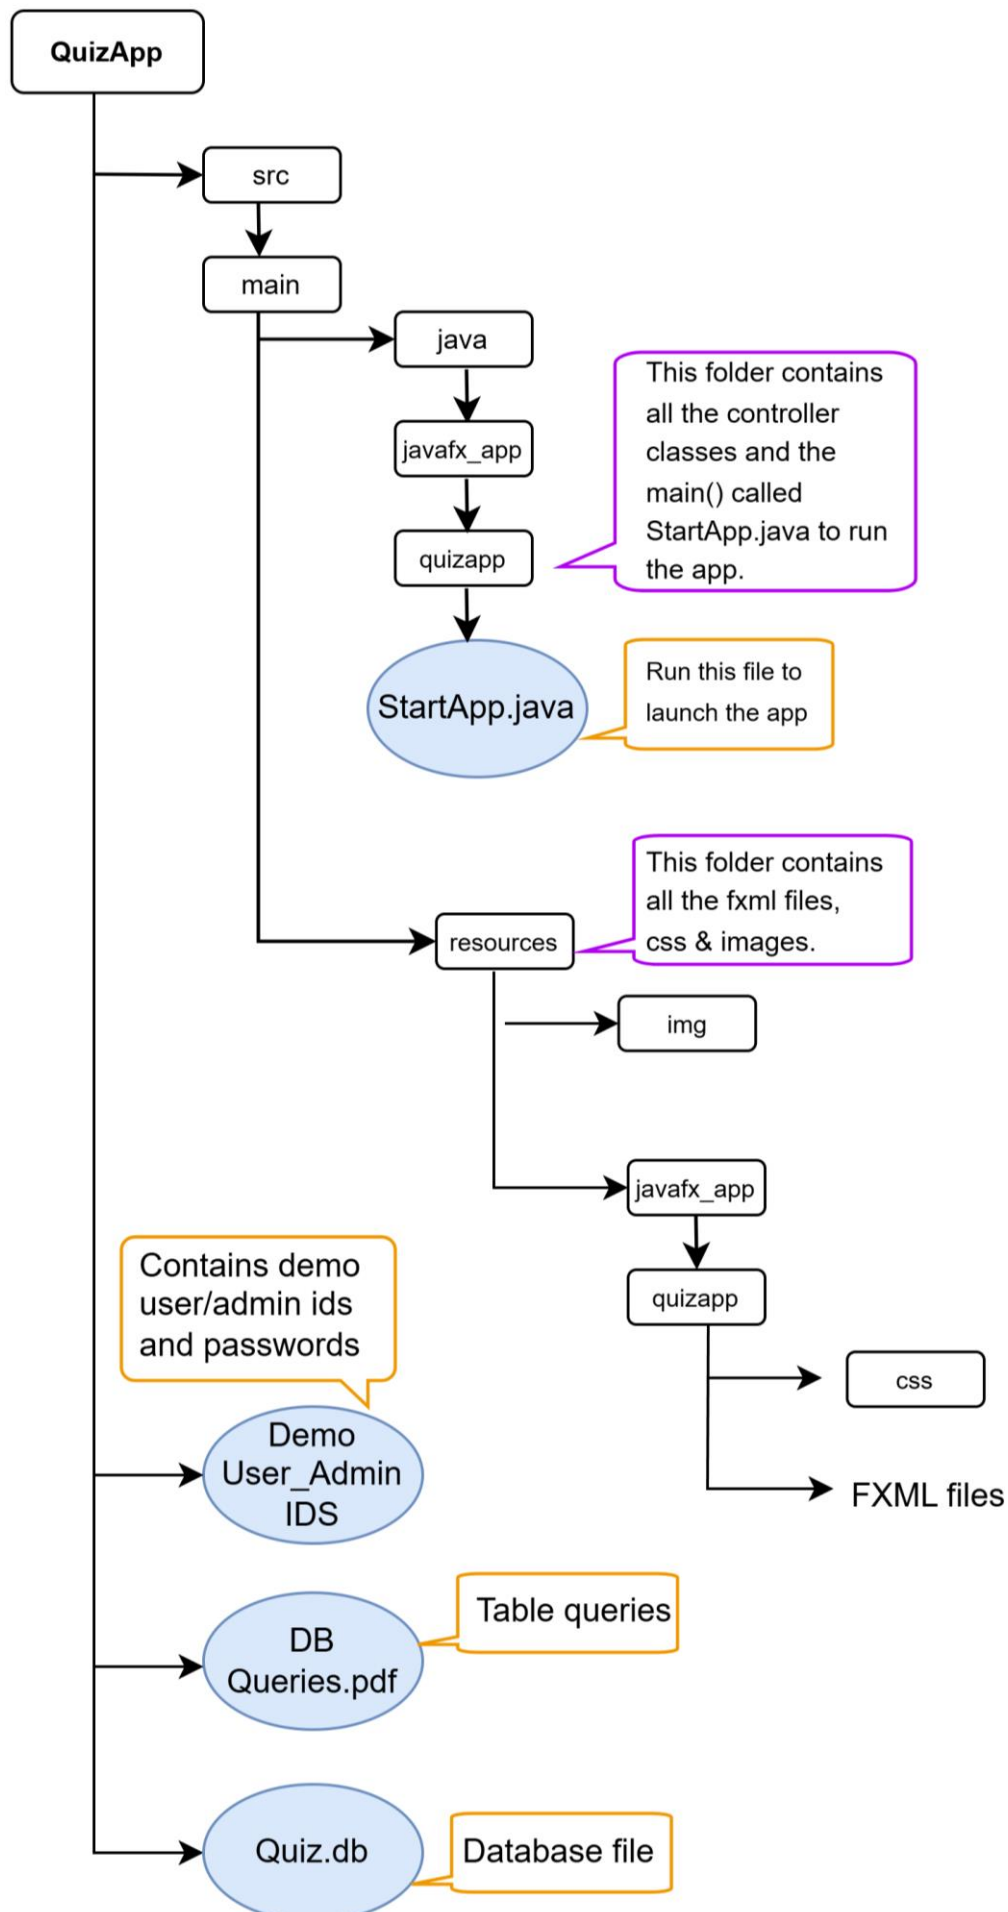 QuizApp
src
main
java
javafx_app
quizapp
This folder contains
all the controller
classes and the
main() called
StartApp.java to run
the app.
StartApp.java
Run this file to
launch the app
This folder contains
all the fxml files,
css & images.
resources
img
javafx_app
quizapp
css
FXML files
Contains demo
user/admin ids
and passwords
Demo
User_Admin
IDS
Table queries
DB
Queries.pdf
Quiz.db
Database file